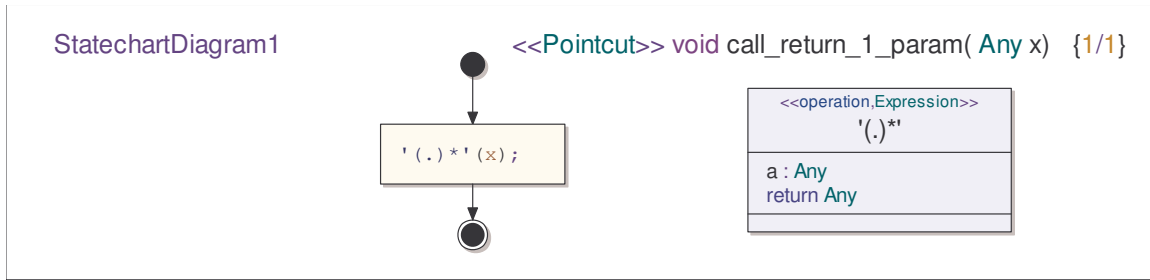 StatechartDiagram1
<<Pointcut>> void call_return_1_param( Any x) {1/1}
'(.)*'(x);
<<operation,Expression>>
'(.)*'
a : Any
return Any